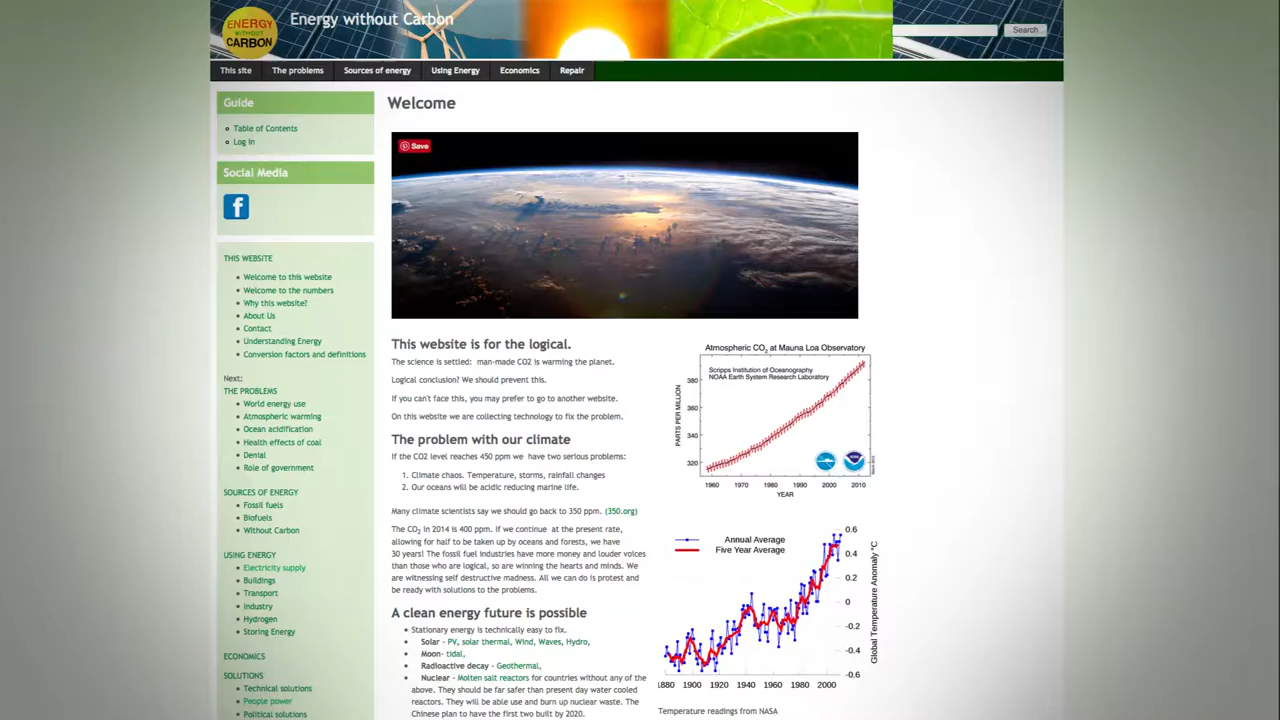 ENERGY
WITHOUT
CARBON
Energy without Carbon
Search
This site
The problems
Sources of energy
Using Energy
Economics
Repair
Guide
Table of Contents
Log in
Social Media
f
THIS WEBSITE
Welcome to this website
Welcome to the numbers
Why this website?
About Us
Contact
Understanding Energy
Conversion factors and definitions
Next:
THE PROBLEMS
World energy use
Atmospheric warming
Ocean acidification
Health effects of coal
Denial
Role of government
SOURCES OF ENERGY
Fossil fuels
Biofuels
Without Carbon
USING ENERGY
Electricity supply
Buildings
Transport
Industry
Hydrogen
Storing Energy
ECONOMICS
SOLUTIONS
Technical solutions
People power
Political solutions
Welcome
Save
This website is for the logical.
The science is settled: man-made CO2 is warming the planet.
Logical conclusion? We should prevent this.
If you can't face this, you may prefer to go to another website.
On this website we are collecting technology to fix the problem.
The problem with our climate
If the CO2 level reaches 450 ppm we have two serious problems:
1. Climate chaos. Temperature, storms, rainfall changes
2. Our oceans will be acidic reducing marine life.
Many climate scientists say we should go back to 350 ppm. (350.org)
The CO2 in 2014 is 400 ppm. If we continue at the present rate,
allowing for half to be taken up by oceans and forests, we have
30 years! The fossil fuel industries have more money and louder voices
than those who are logical, so are winning the hearts and minds. We
are witnessing self destructive madness. All we can do is protest and
be ready with solutions to the problems.
A clean energy future is possible
Stationary energy is technically easy to fix.
Solar - PV, solar thermal, Wind, Waves, Hydro,
Moon- tidal,
Radioactive decay - Geothermal,
Nuclear - Molten salt reactors for countries without any of the
above. They should be far safer than present day water cooled
reactors. They will be able use and burn up nuclear waste. The
Chinese plan to have the first two built by 2020.
Atmospheric CO2 at Mauna Loa Observatory
Scripps Institution of Oceanography
NOAA Earth System Research Laboratory
PARTS PER MILLION
380
360
340
320
1960 1970 1980 1990 2000 2010
YEAR
Annual Average
Five Year Average
0.6
0.4
0.2
0
-0.2
-0.4
-0.6
Global Temperature Anomaly °C
1880 1900 1920 1940 1960 1980 2000
Temperature readings from NASA